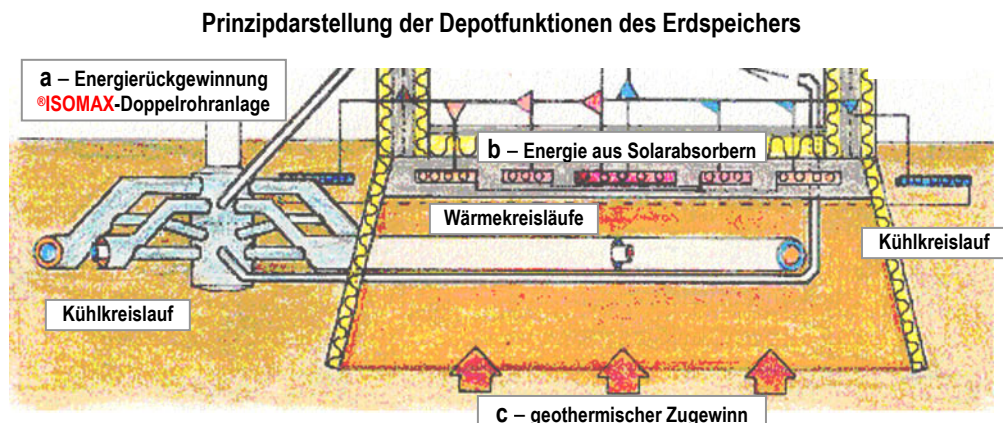 Prinzipdarstellung der Depotfunktionen des Erdspeichers
a – Energierückgewinnung
®ISOMAX-Doppelrohranlage
b – Energie aus Solarabsorbern
Wärmekreisläufe
Kühlkreislauf
Kühlkreislauf
c – geothermischer Zugewinn